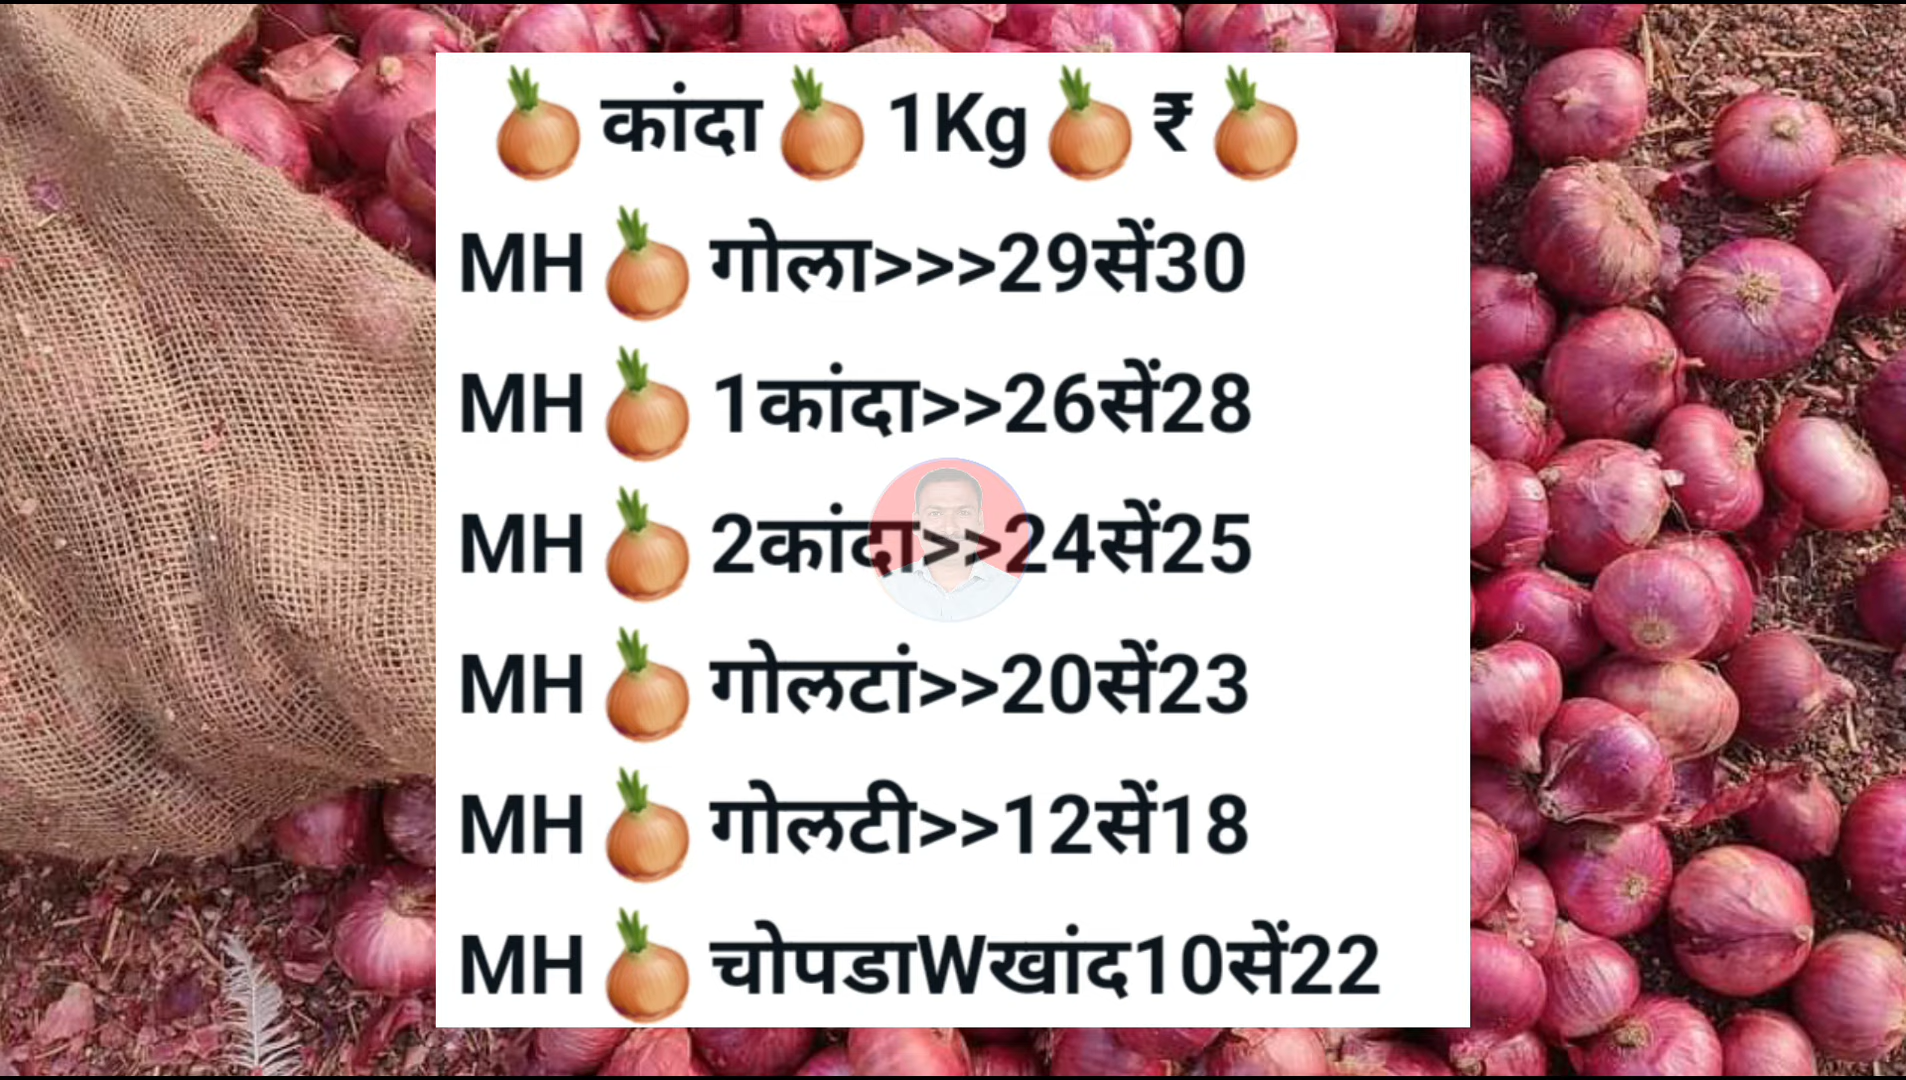 🧅कांदा🧅1Kg🧅₹🧅
MH🧅गोला>>>29सें30
MH🧅1कांदा>>26सें28
MH🧅2कांदा>>24सें25
MH🧅गोलटां>>20सें23
MH🧅गोलटी>>12सें18
MH🧅चोपडाWखांद10सें22